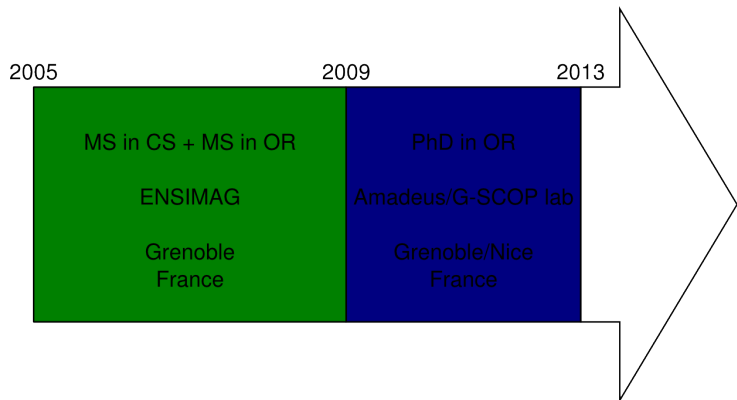 2005 2009 2013
MS in CS + MS in OR
ENSIMAG
Grenoble
France
PhD in OR
Amadeus/G-SCOP lab
Grenoble/Nice
France